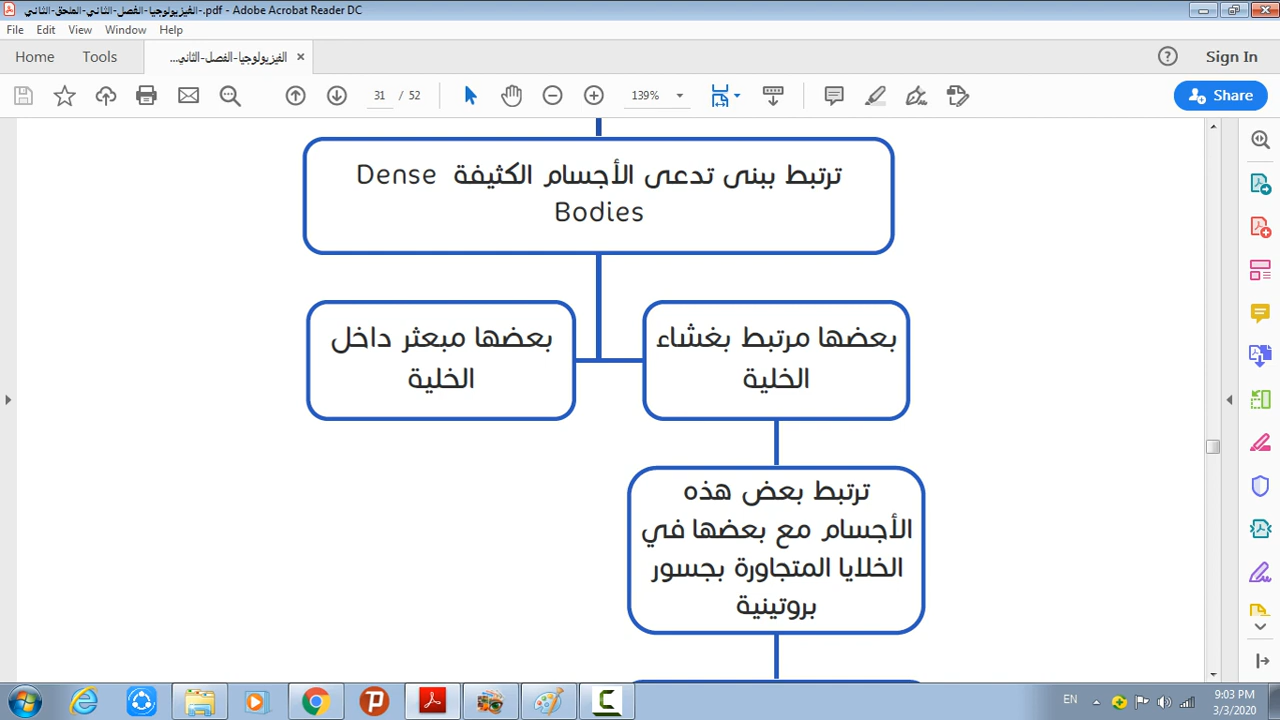 الفيزيولوجيا-الفصل-الثاني-الملحق-الثاني-.pdf - Adobe Acrobat Reader DC
File Edit View Window Help
Home Tools الفيزيولوجيا-الفصل-الثاني... × Sign In
31 / 52 139% Share
ترتبط ببنى تدعى الأجسام الكثيفة Dense
Bodies
بعضها مرتبط بغشاء
الخلية
بعضها مبعثر داخل
الخلية
ترتبط بعض هذه
الأجسام مع بعضها في
الخلايا المتجاورة بجسور
بروتينية
EN 9:03 PM
3/3/2020